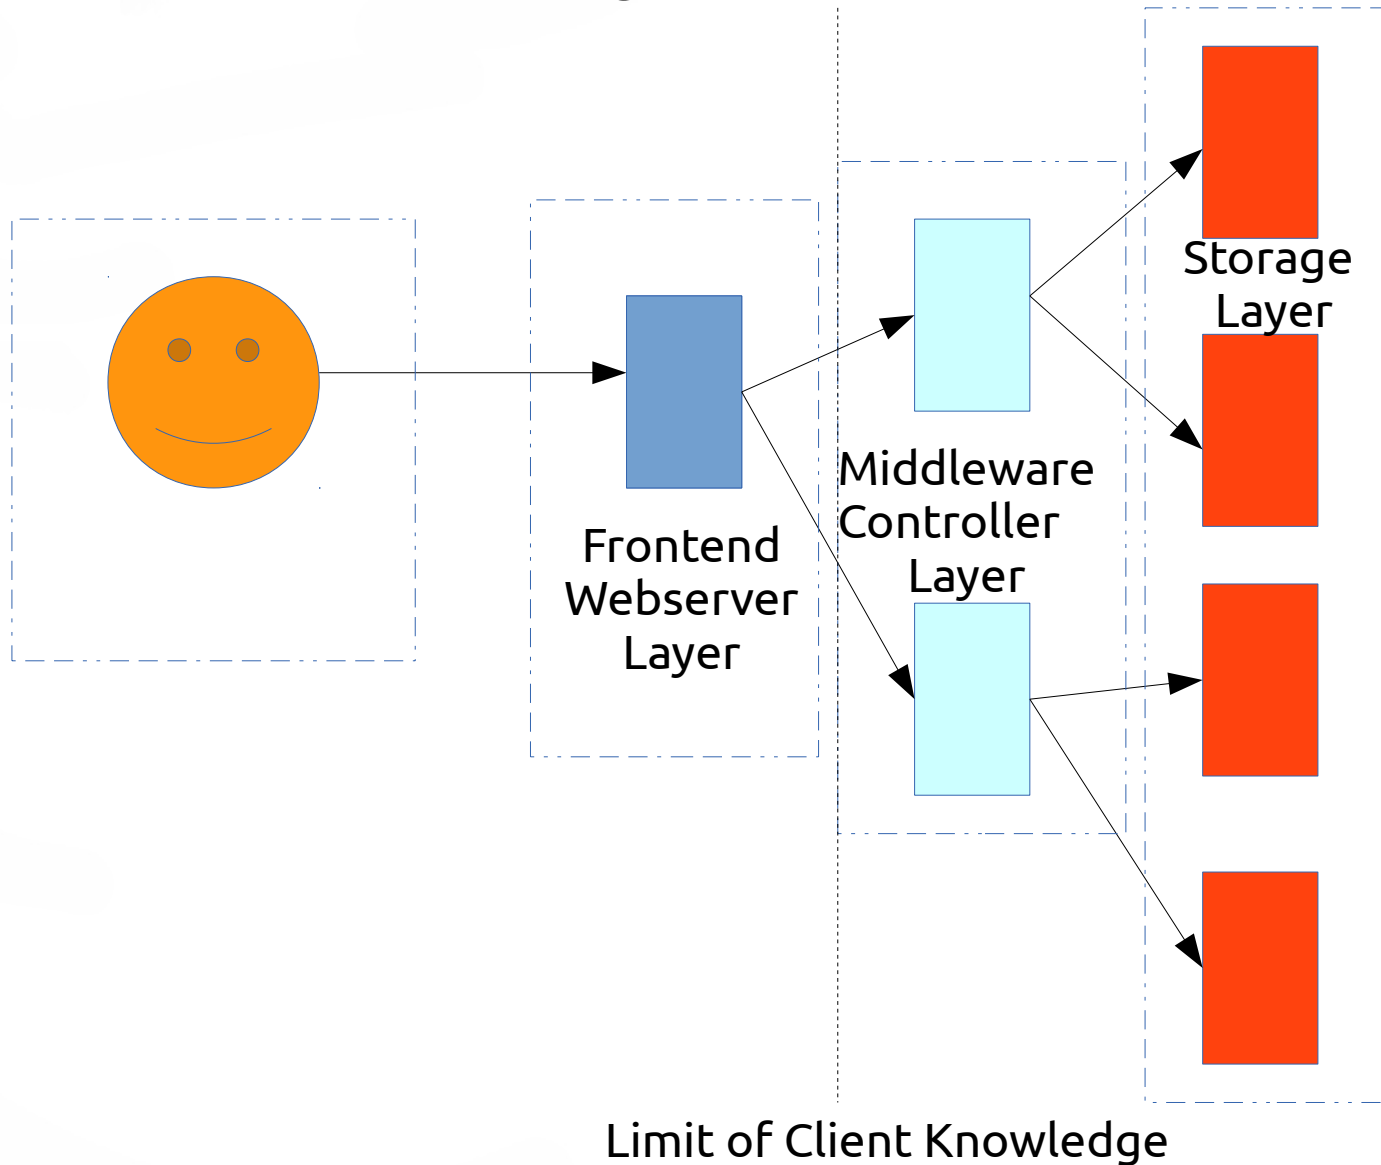 Storage
Layer
Middleware
Controller
Layer
Frontend
Webserver
Layer
Limit of Client Knowledge